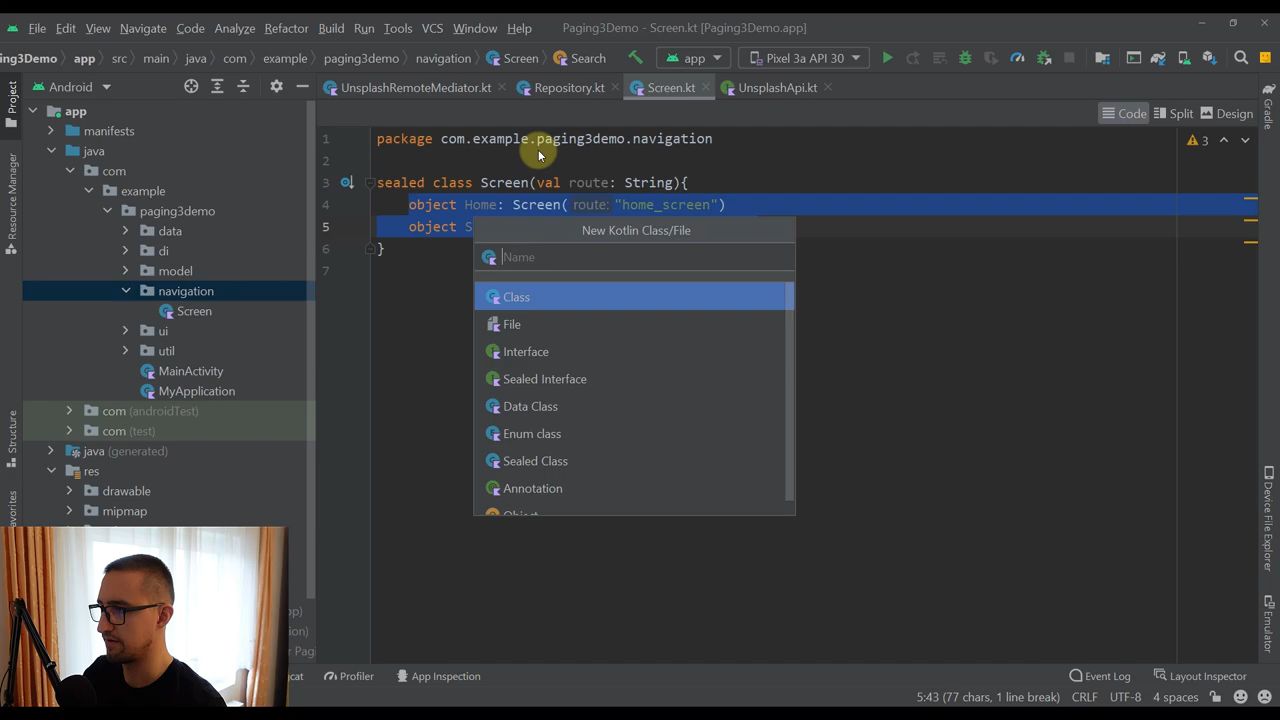 File Edit View Navigate Code Analyze Refactor Build Run Tools VCS Window Help Paging3Demo - Screen.kt [Paging3Demo.app]
ing3Demo app src main java com example paging3demo navigation Screen Search app Pixel 3a API 30
Android UnsplashRemoteMediator.kt Repository.kt Screen.kt UnsplashApi.kt
Code Split Design
Project
Resource Manager
Structure
Favorites
Gradle
Device File Explorer
Emulator
app
manifests
java
com
example
paging3demo
data
di
model
navigation
Screen
ui
util
MainActivity
MyApplication
com (androidTest)
com (test)
java (generated)
res
drawable
mipmap
1 package com.example.paging3demo.navigation
2
3 sealed class Screen(val route: String){
4 object Home: Screen( route: "home_screen")
5 object S
6 }
7
3
New Kotlin Class/File
Name
Class
File
Interface
Sealed Interface
Data Class
Enum class
Sealed Class
Annotation
Object
Profiler App Inspection Event Log Layout Inspector
5:43 (77 chars, 1 line break) CRLF UTF-8 4 spaces